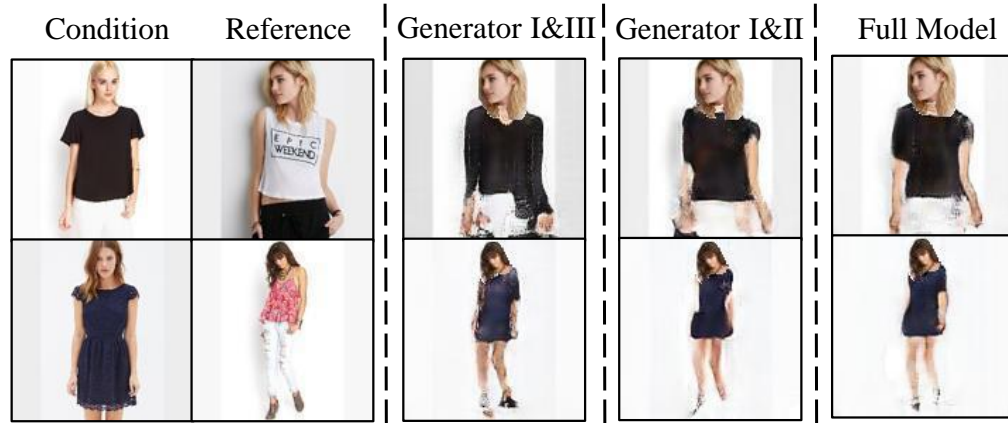 Condition Reference Generator I&III Generator I&II Full Model
EPIC
WEEKEND